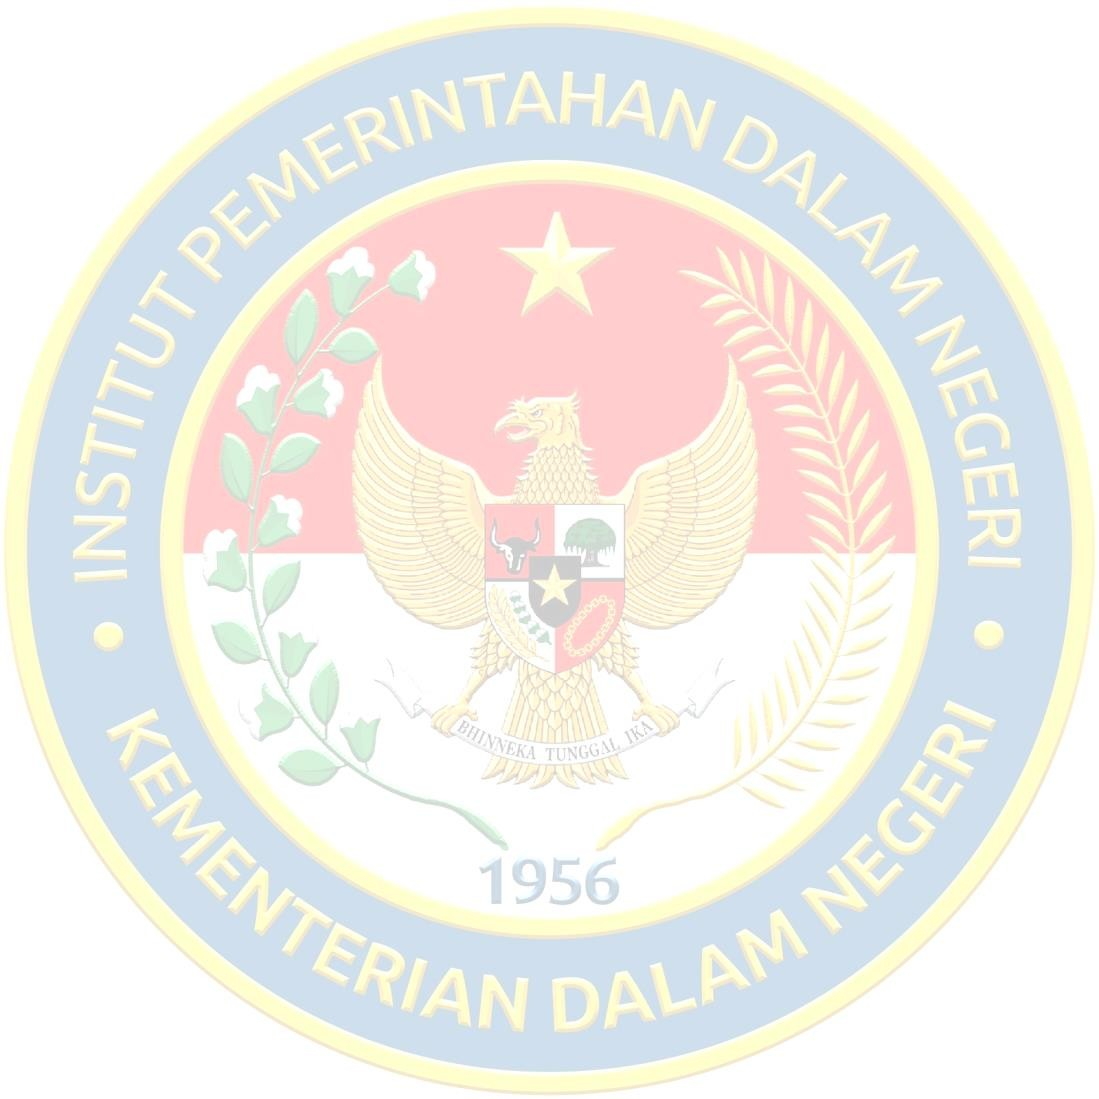 INSTITUT PEMERINTAHAN DALAM NEGERI
BHINNEKA TUNGGAL IKA
1956
KEMENTERIAN DALAM NEGERI